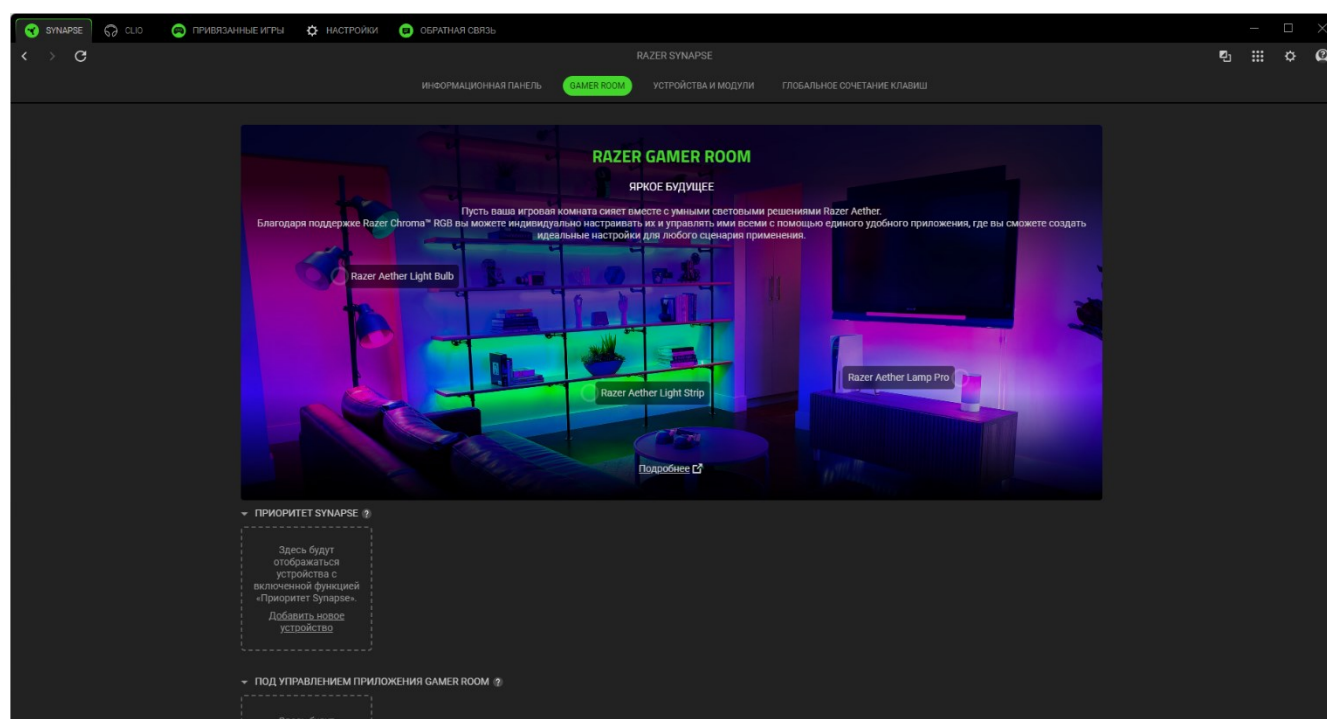 SYNAPSE CLIO ПРИВЯЗАННЫЕ ИГРЫ НАСТРОЙКИ ОБРАТНАЯ СВЯЗЬ
RAZER SYNAPSE
ИНФОРМАЦИОННАЯ ПАНЕЛЬ GAMER ROOM УСТРОЙСТВА И МОДУЛИ ГЛОБАЛЬНОЕ СОЧЕТАНИЕ КЛАВИШ
RAZER GAMER ROOM
ЯРКОЕ БУДУЩЕЕ
Пусть ваша игровая комната сияет вместе с умными световыми решениями Razer Aether.
Благодаря поддержке Razer Chroma™ RGB вы можете индивидуально настраивать их и управлять ими всеми с помощью единого удобного приложения, где вы сможете создать
идеальные настройки для любого сценария применения.
Razer Aether Light Bulb
Razer Aether Lamp Pro
Razer Aether Light Strip
Подробнее
ПРИОРИТЕТ SYNAPSE ?
Здесь будут
отображаться
устройства с
включенной функцией
«Приоритет Synapse».
Добавить новое
устройство
ПОД УПРАВЛЕНИЕМ ПРИЛОЖЕНИЯ GAMER ROOM ?